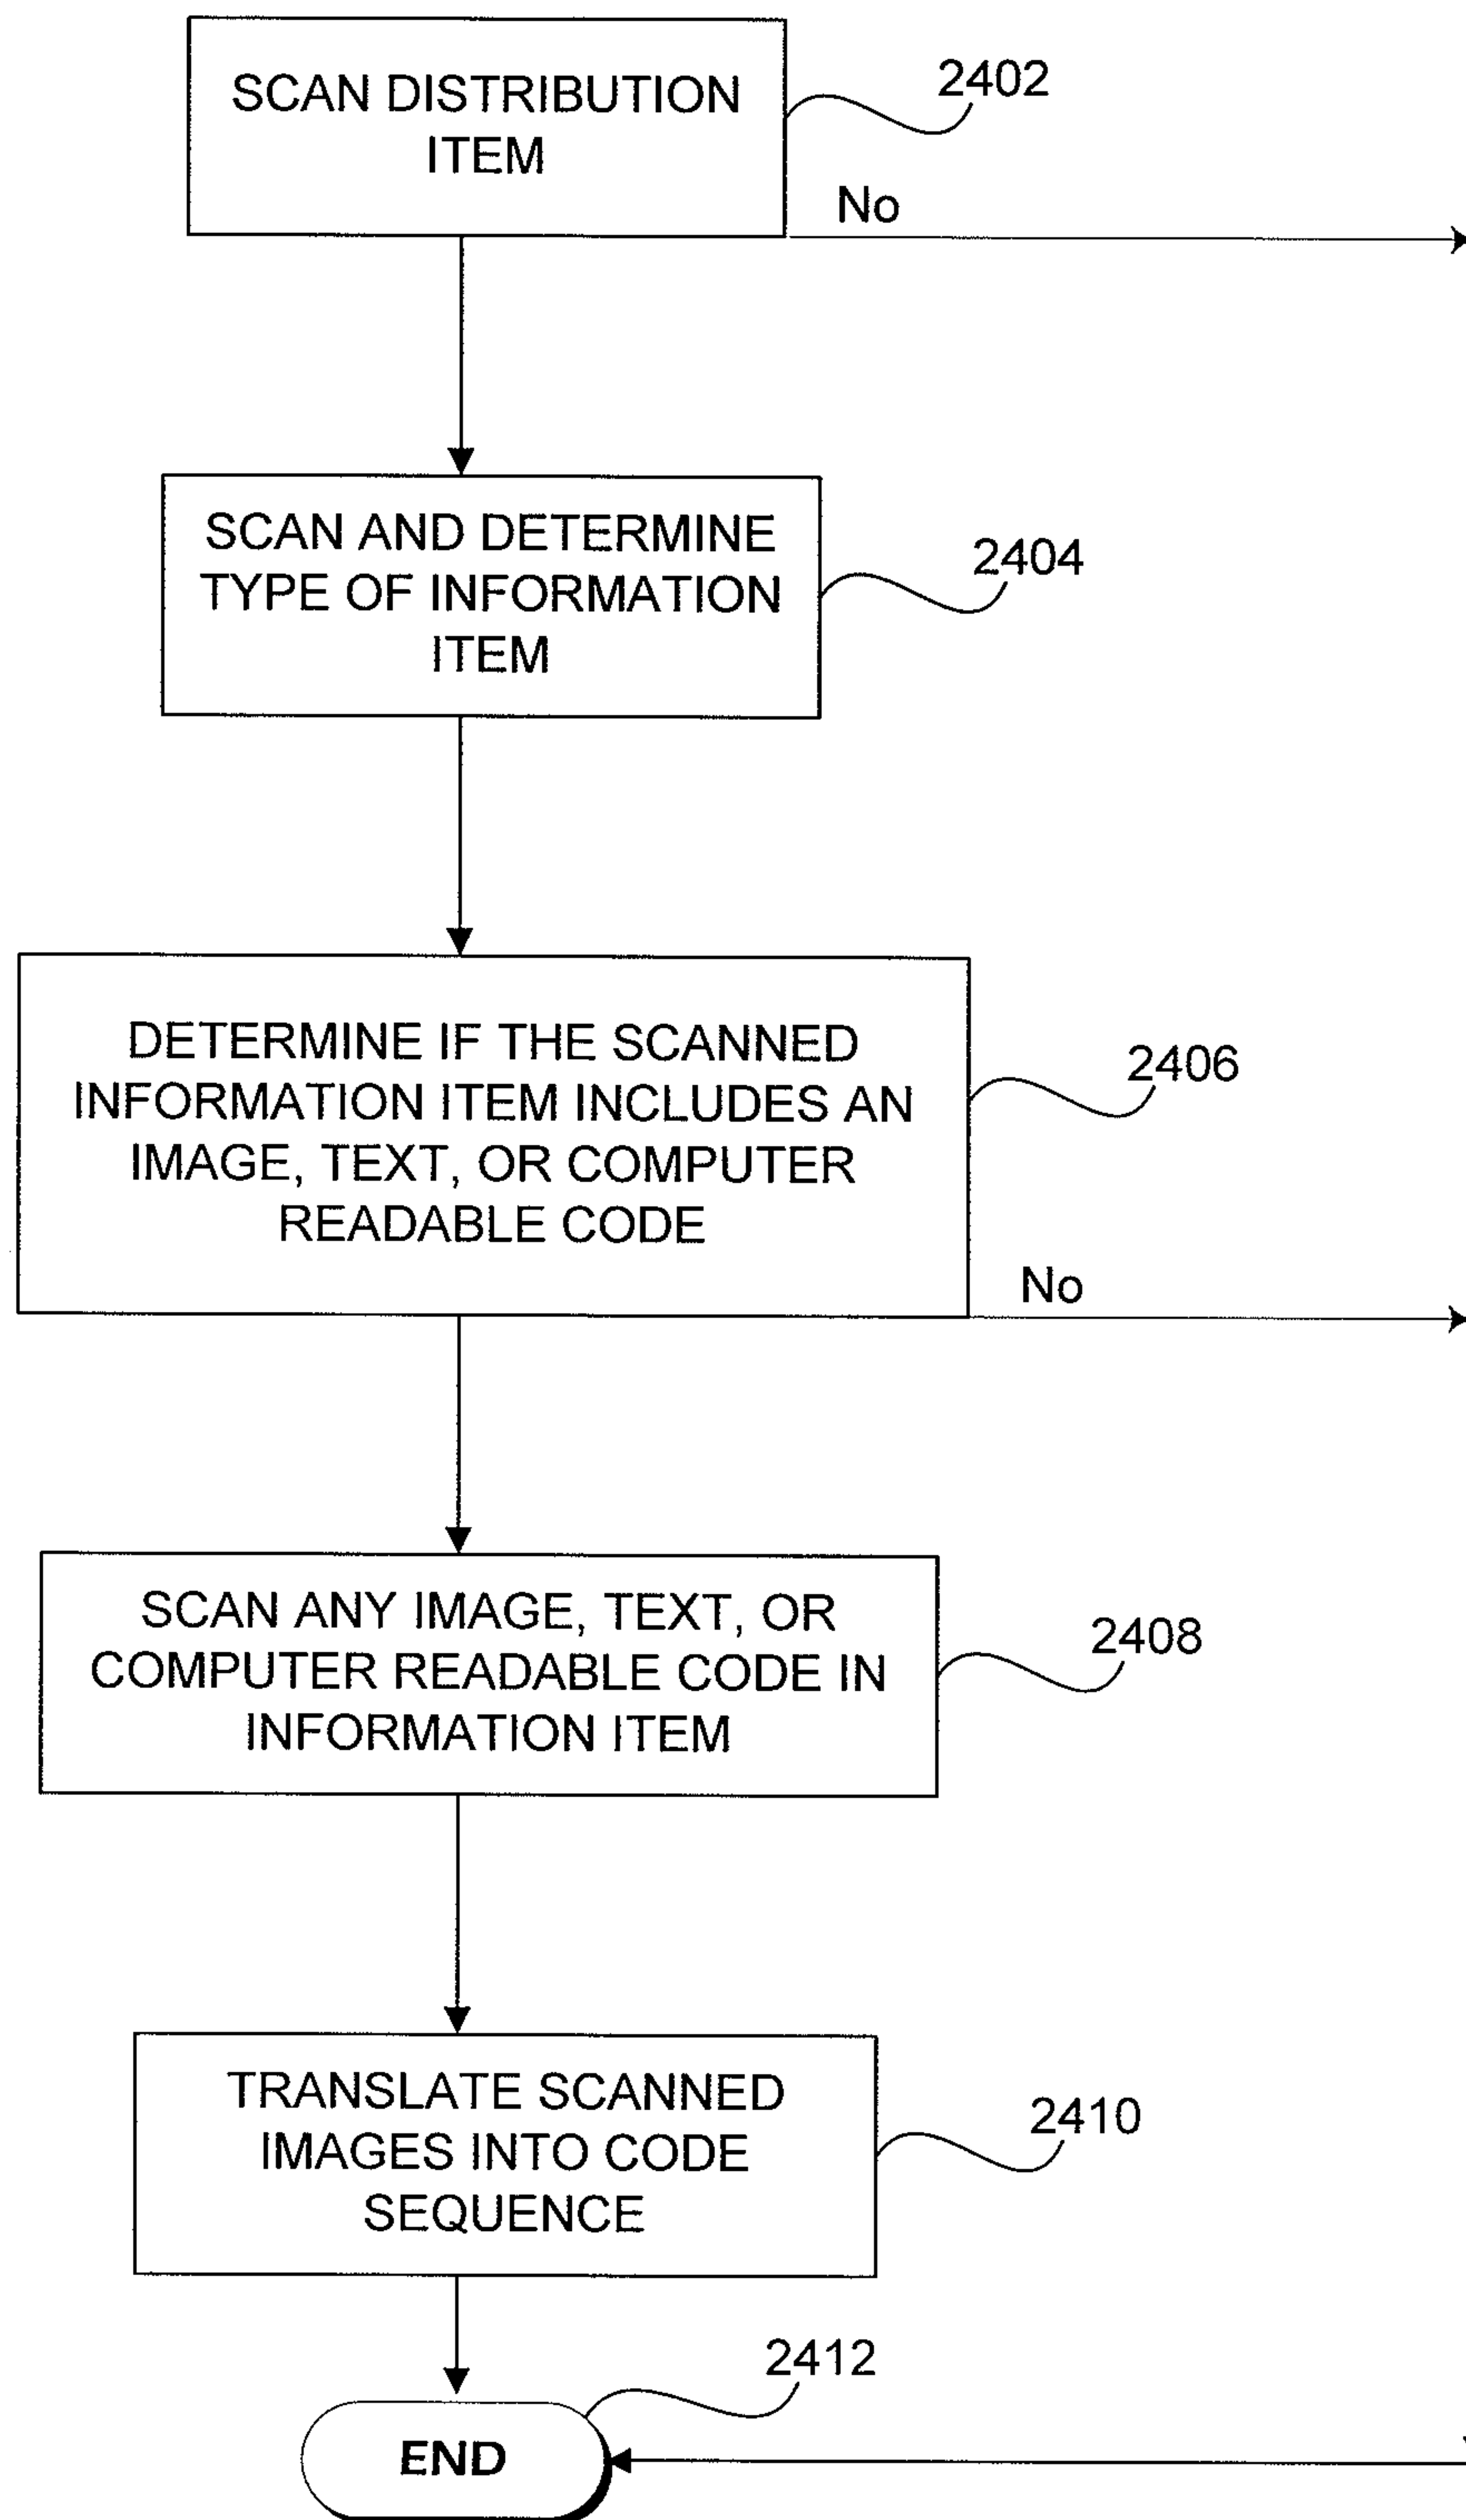 SCAN DISTRIBUTION
ITEM
2402
No
SCAN AND DETERMINE
TYPE OF INFORMATION
ITEM
2404
DETERMINE IF THE SCANNED
INFORMATION ITEM INCLUDES AN
IMAGE, TEXT, OR COMPUTER
READABLE CODE
2406
No
SCAN ANY IMAGE, TEXT, OR
COMPUTER READABLE CODE IN
INFORMATION ITEM
2408
TRANSLATE SCANNED
IMAGES INTO CODE
SEQUENCE
2410
2412
END